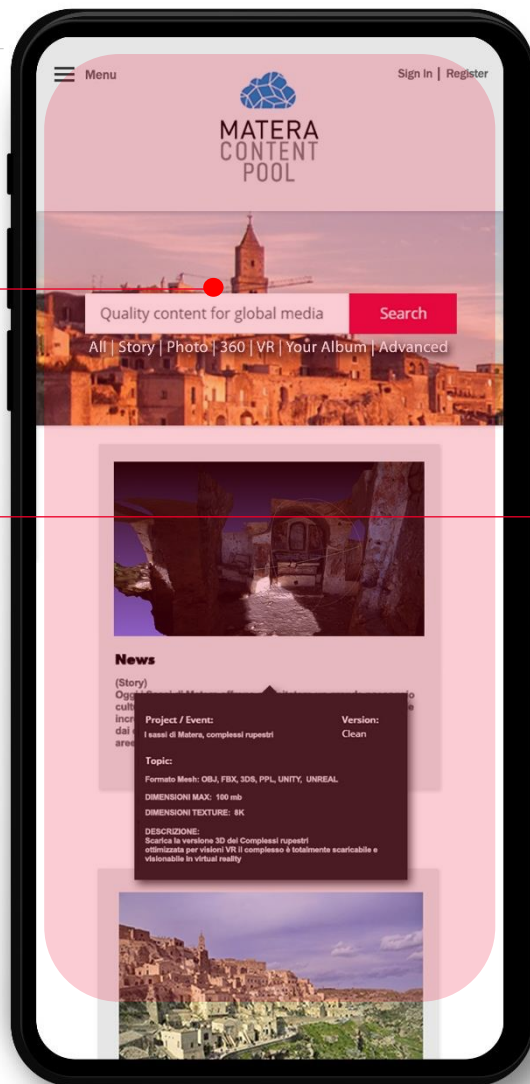 Menu
Sign In | Register
MATERA
CONTENT
POOL
Quality content for global media
Search
All | Story | Photo | 360 | VR | Your Album | Advanced
News
(Story)
Project / Event:
Version:
I sassi di Matera, complessi rupestri
Clean
Topic:
Formato Mesh: OBJ, FBX, 3DS, PPL, UNITY, UNREAL
DIMENSIONI MAX: 100 mb
DIMENSIONI TEXTURE: 8K
DESCRIZIONE:
Scarica la versione 3D dei Complessi rupestri
ottimizzata per visioni VR il complesso è totalmente scaricabile e
visionabile in virtual reality